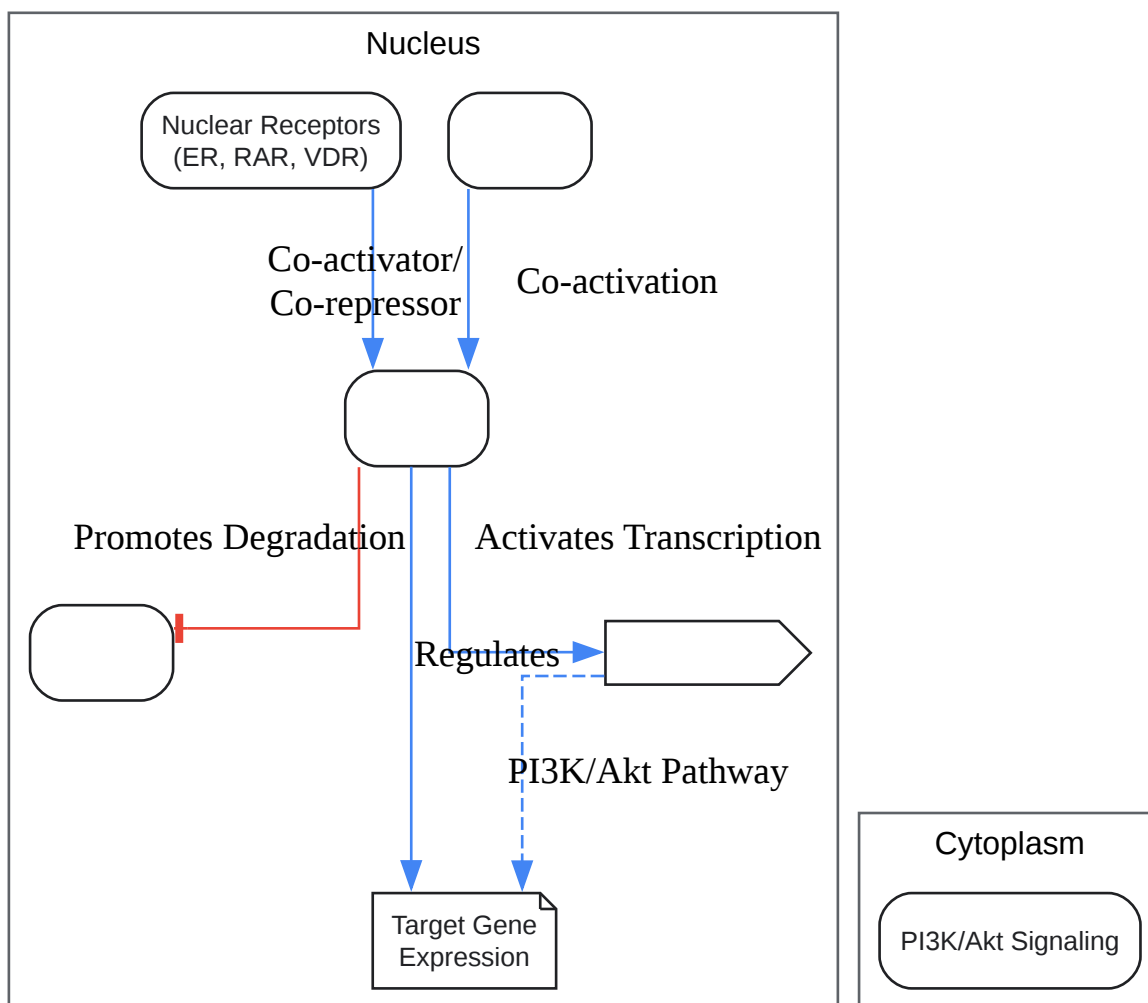 Nucleus
Nuclear Receptors
(ER, RAR, VDR)
Co-activator/
Co-repressor
Co-activation
Promotes Degradation
Activates Transcription
Regulates
PI3K/Akt Pathway
Target Gene
Expression
Cytoplasm
PI3K/Akt Signaling